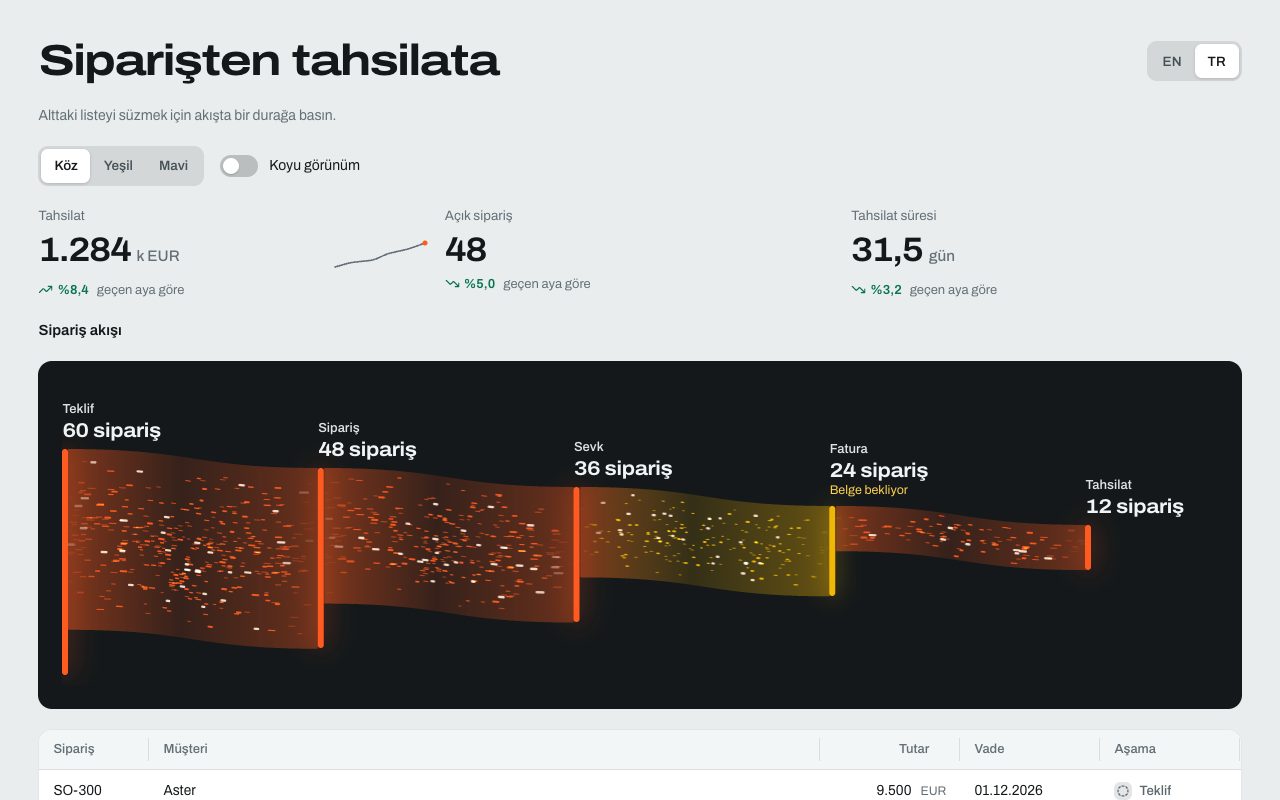 Siparişten tahsilata
EN TR
Alttaki listeyi süzmek için akışta bir durağa basın.
Köz Yeşil Mavi Koyu görünüm
Tahsilat
1.284 k EUR
%8,4 geçen aya göre
Açık sipariş
48
%5,0 geçen aya göre
Tahsilat süresi
31,5 gün
%3,2 geçen aya göre
Sipariş akışı
Teklif
60 sipariş
Sipariş
48 sipariş
Sevk
36 sipariş
Fatura
24 sipariş
Belge bekliyor
Tahsilat
12 sipariş
Sipariş Müşteri Tutar Vade Aşama
SO-300 Aster 9.500 EUR 01.12.2026 Teklif